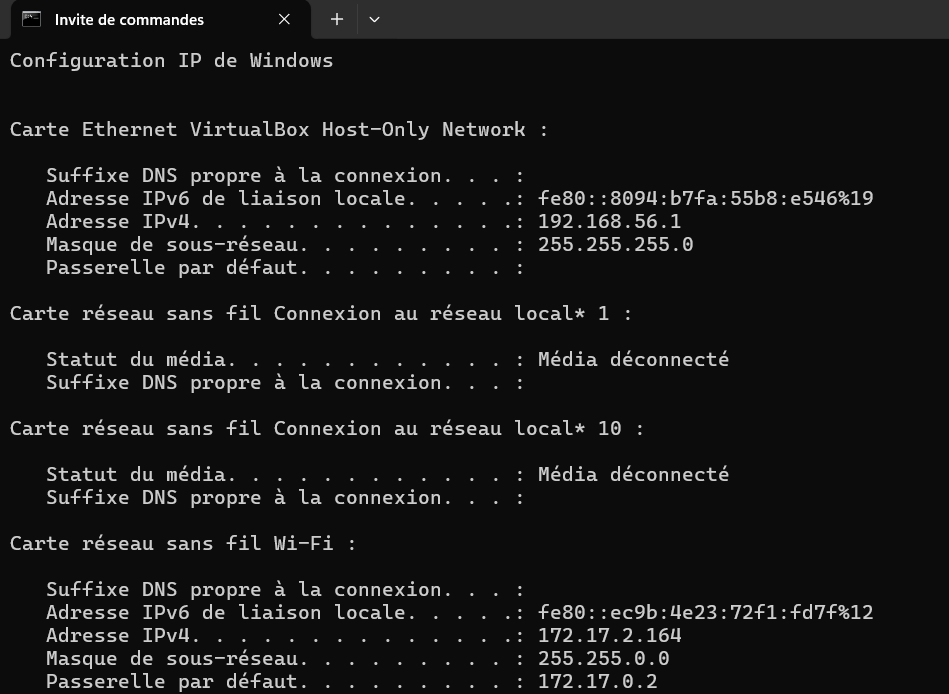 Invite de commandes
Configuration IP de Windows
Carte Ethernet VirtualBox Host-Only Network :
Suffixe DNS propre à la connexion. . . :
Adresse IPv6 de liaison locale. . . . .: fe80::8094:b7fa:55b8:e546%19
Adresse IPv4. . . . . . . . . . . . . .: 192.168.56.1
Masque de sous-réseau. . . . . . . . . : 255.255.255.0
Passerelle par défaut. . . . . . . . . :
Carte réseau sans fil Connexion au réseau local* 1 :
Statut du média. . . . . . . . . . . . : Média déconnecté
Suffixe DNS propre à la connexion. . . :
Carte réseau sans fil Connexion au réseau local* 10 :
Statut du média. . . . . . . . . . . . : Média déconnecté
Suffixe DNS propre à la connexion. . . :
Carte réseau sans fil Wi-Fi :
Suffixe DNS propre à la connexion. . . :
Adresse IPv6 de liaison locale. . . . .: fe80::ec9b:4e23:72f1:fd7f%12
Adresse IPv4. . . . . . . . . . . . . .: 172.17.2.164
Masque de sous-réseau. . . . . . . . . : 255.255.0.0
Passerelle par défaut. . . . . . . . . : 172.17.0.2